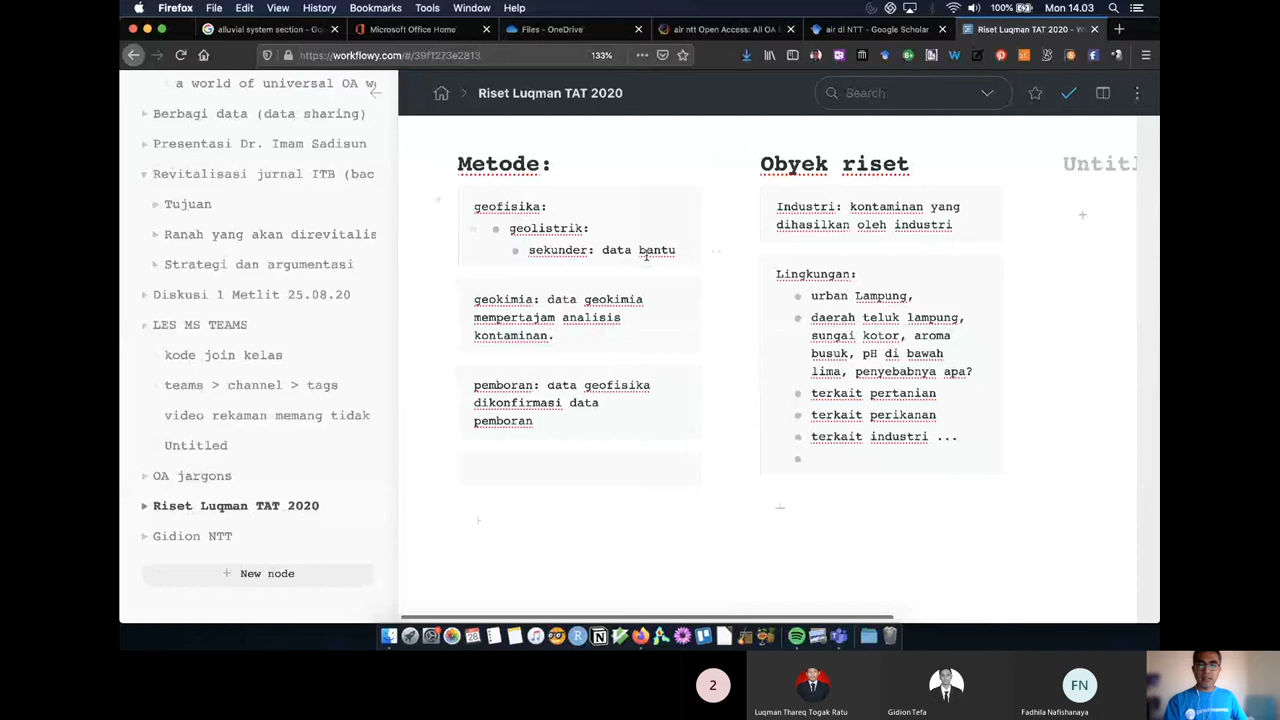 Firefox File Edit View History Bookmarks Tools Window Help 100% Mon 14.03
alluvial system section - Go
Microsoft Office Home
Files - OneDrive
air ntt Open Access: All OA
air di NTT - Google Scholar
Riset Luqman TAT 2020 - W
https://workflowy.com/#/39f1273e2813 133%
a world of universal OA w
Berbagi data (data sharing)
Presentasi Dr. Imam Sadisun
Revitalisasi jurnal ITB (bac
Tujuan
Ranah yang akan direvitalis
Strategi dan argumentasi
Diskusi 1 Metlit 25.08.20
LES MS TEAMS
kode join kelas
teams > channel > tags
video rekaman memang tidak
Untitled
OA jargons
Riset Luqman TAT 2020
Gidion NTT
+ New node
Riset Luqman TAT 2020
Search
Metode:
geofisika:
geolistrik:
sekunder: data bantu
geokimia: data geokimia
mempertajam analisis
kontaminan.
pemboran: data geofisika
dikonfirmasi data
pemboran
Obyek riset
Industri: kontaminan yang
dihasilkan oleh industri
Lingkungan:
urban Lampung,
daerah teluk lampung,
sungai kotor, aroma
busuk, pH di bawah
lima, penyebabnya apa?
terkait pertanian
terkait perikanan
terkait industri ...
Untitl
2
Luqman Thareq Togak Ratu
Gidion Tefa
FN
Fadhila Nafishanaya